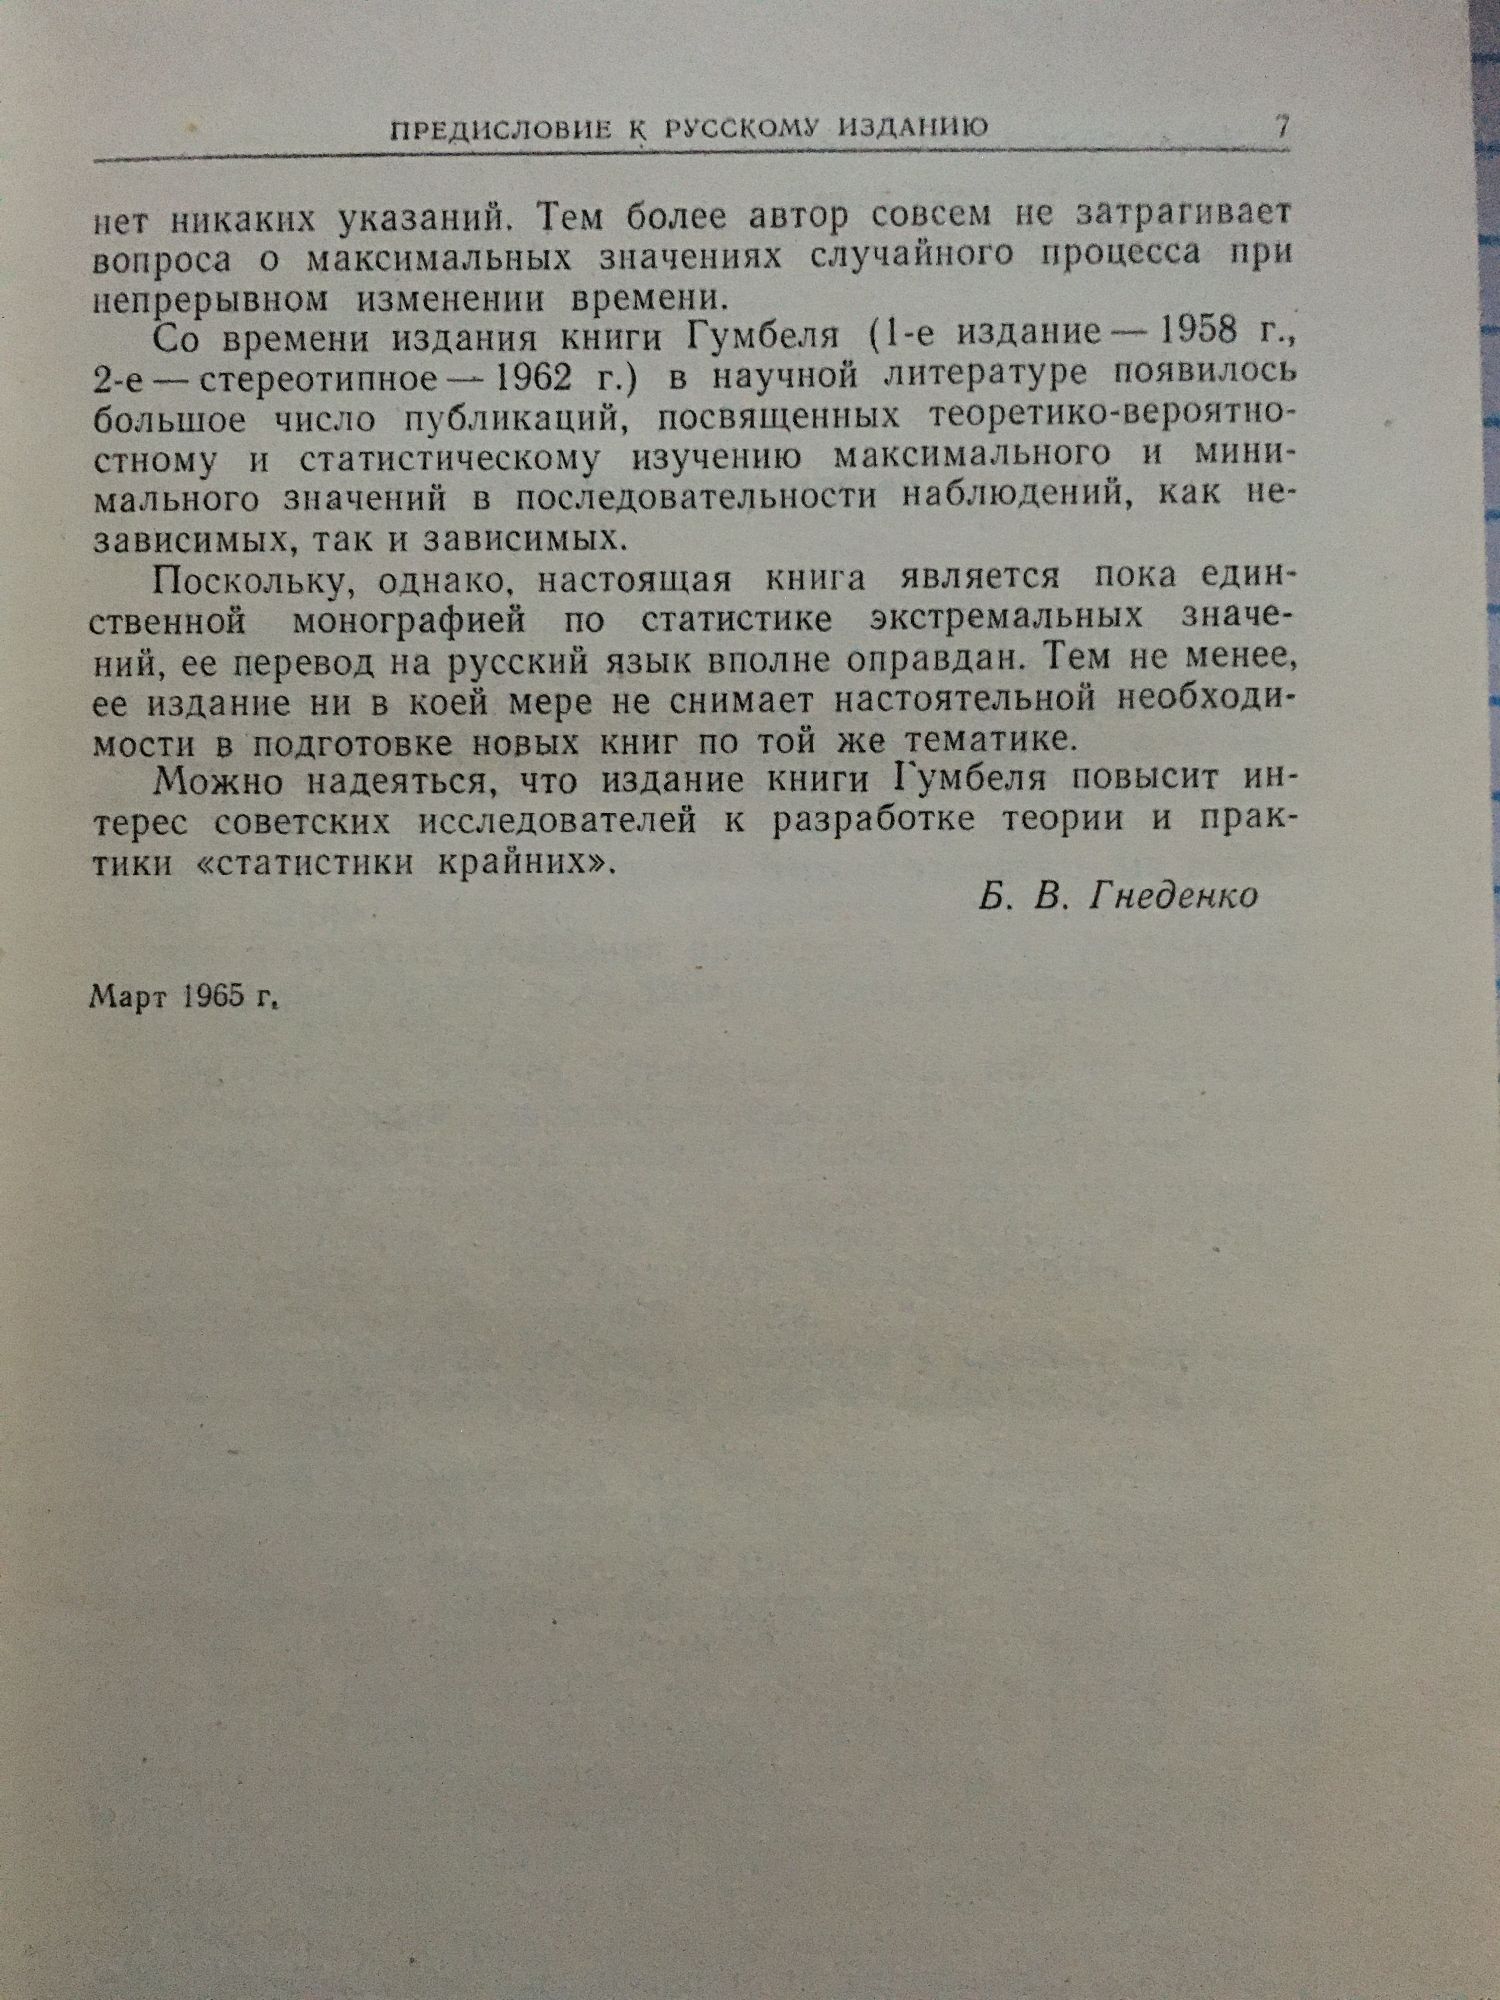 ПРЕДИСЛОВИЕ К РУССКОМУ ИЗДАНИЮ 7
нет никаких указаний. Тем более автор совсем не затрагивает
вопроса о максимальных значениях случайного процесса при
непрерывном изменении времени.
Со времени издания книги Гумбеля (1-е издание — 1958 г.,
2-е — стереотипное — 1962 г.) в научной литературе появилось
большое число публикаций, посвященных теоретико-вероятно-
стному и статистическому изучению максимального и мини-
мального значений в последовательности наблюдений, как не-
зависимых, так и зависимых.
Поскольку, однако, настоящая книга является пока един-
ственной монографией по статистике экстремальных значе-
ний, ее перевод на русский язык вполне оправдан. Тем не менее,
ее издание ни в коей мере не снимает настоятельной необходи-
мости в подготовке новых книг по той же тематике.
Можно надеяться, что издание книги Гумбеля повысит ин-
терес советских исследователей к разработке теории и прак-
тики «статистики крайних».
Б. В. Гнеденко
Март 1965 г.